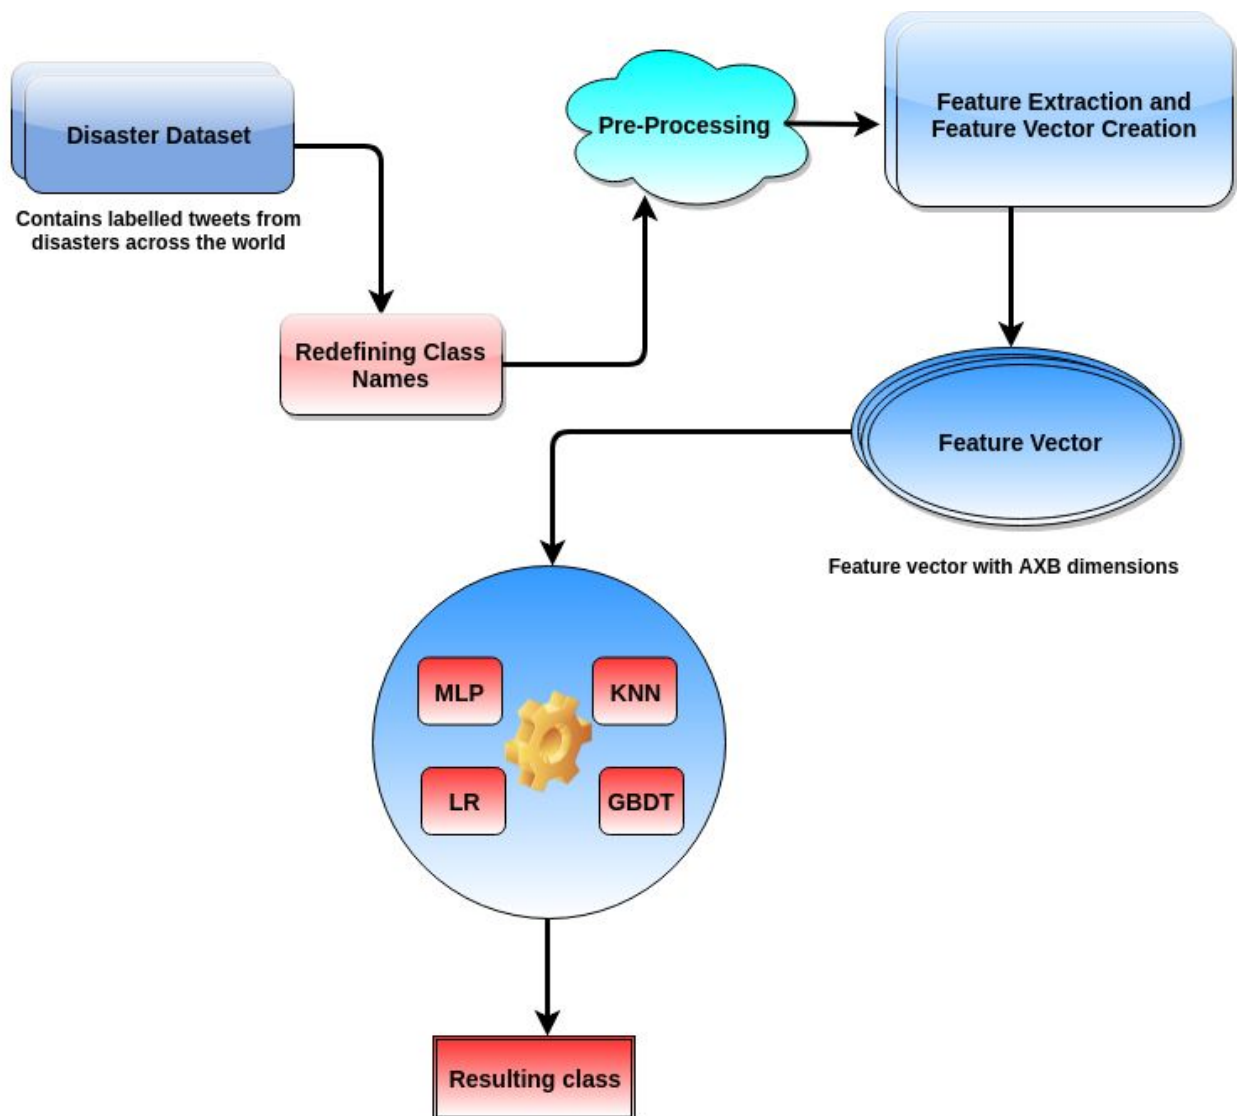 Disaster Dataset
Contains labelled tweets from
disasters across the world
Redefining Class
Names
Pre-Processing
Feature Extraction and
Feature Vector Creation
Feature Vector
Feature vector with AXB dimensions
MLP
KNN
LR
GBDT
Resulting class